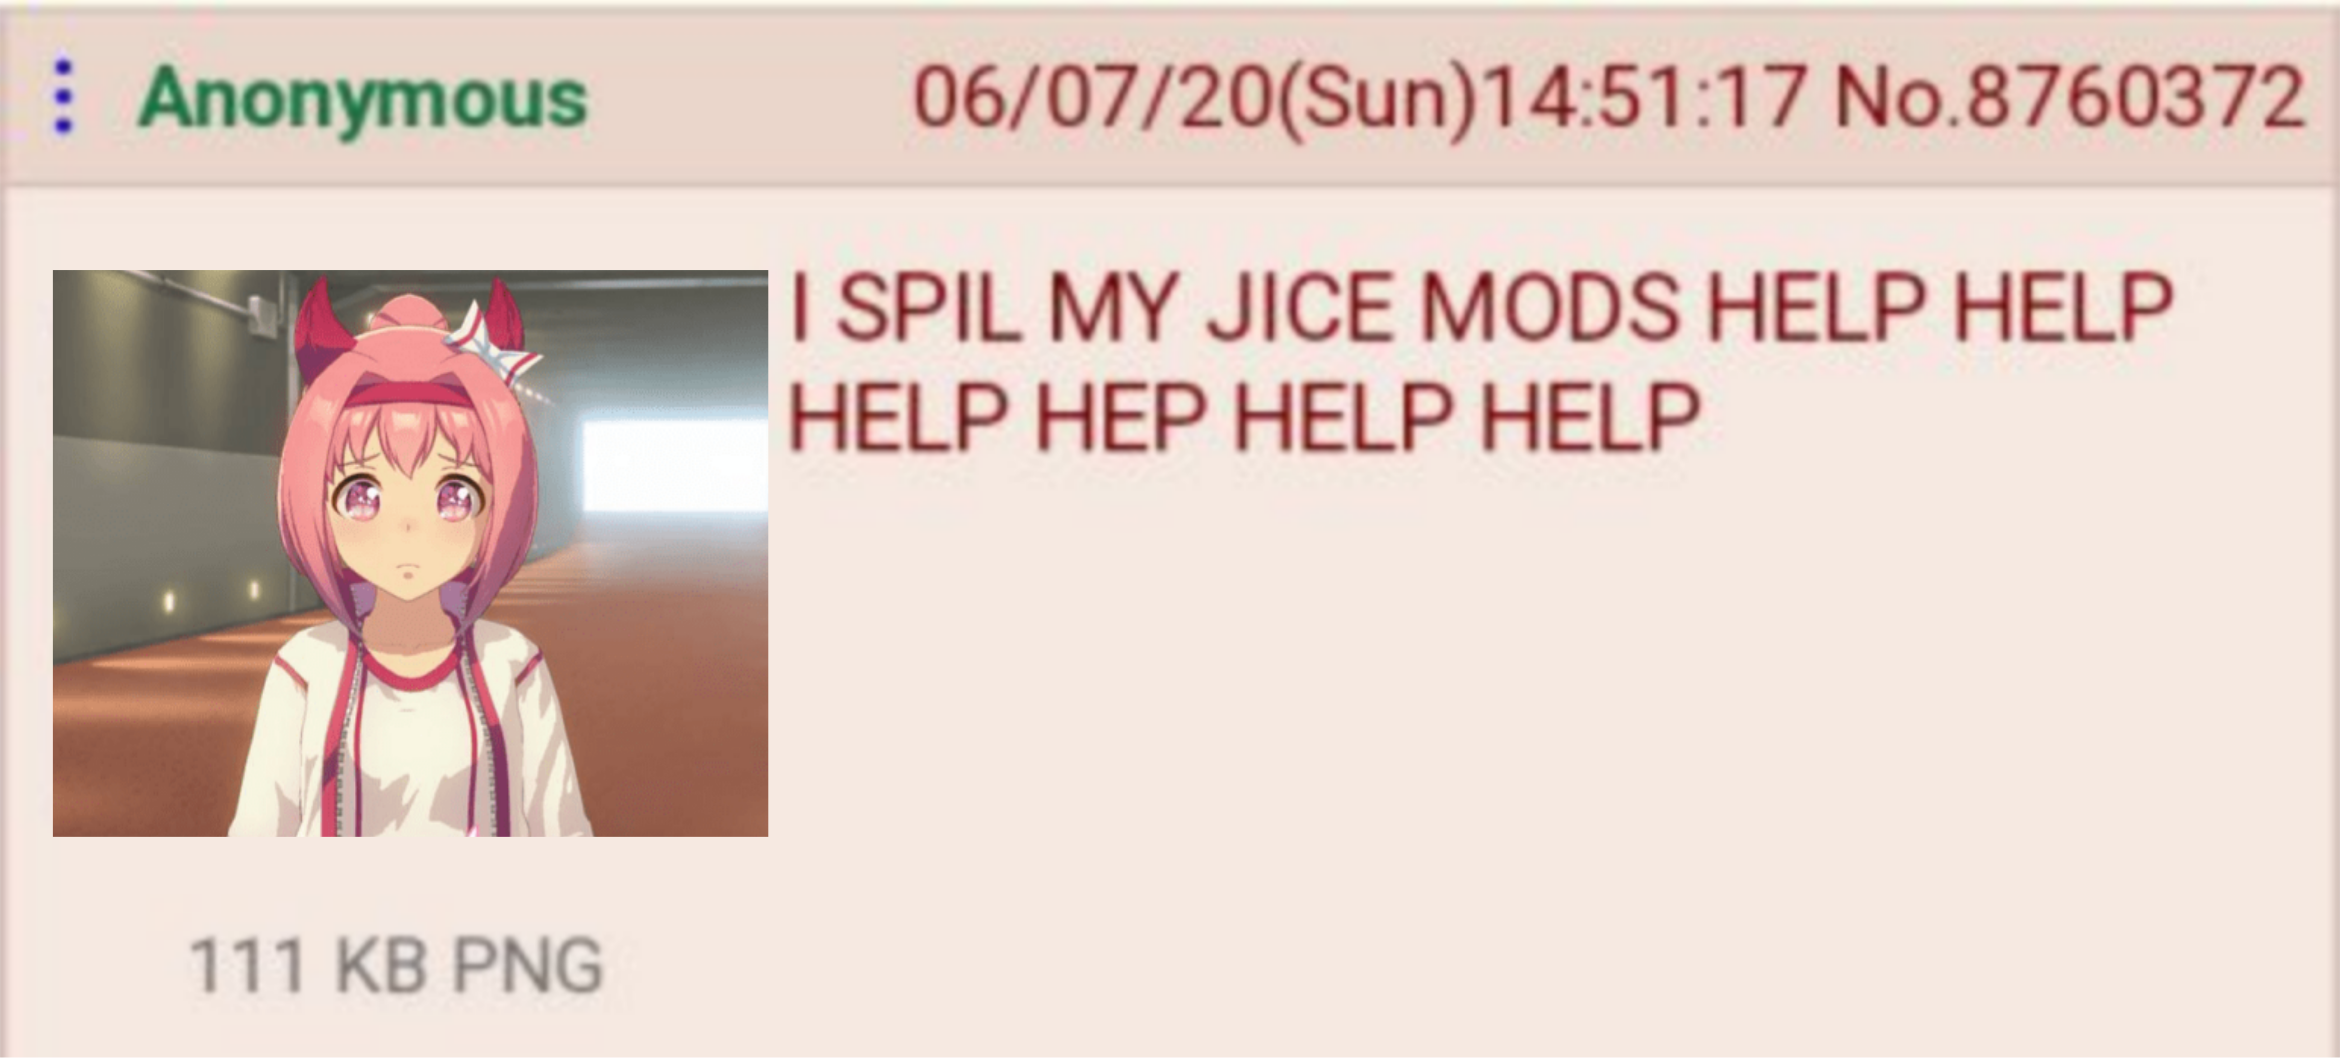 Anonymous 06/07/20(Sun)14:51:17 No.8760372
I SPIL MY JICE MODS HELP HELP
HELP HEP HELP HELP
111 KB PNG